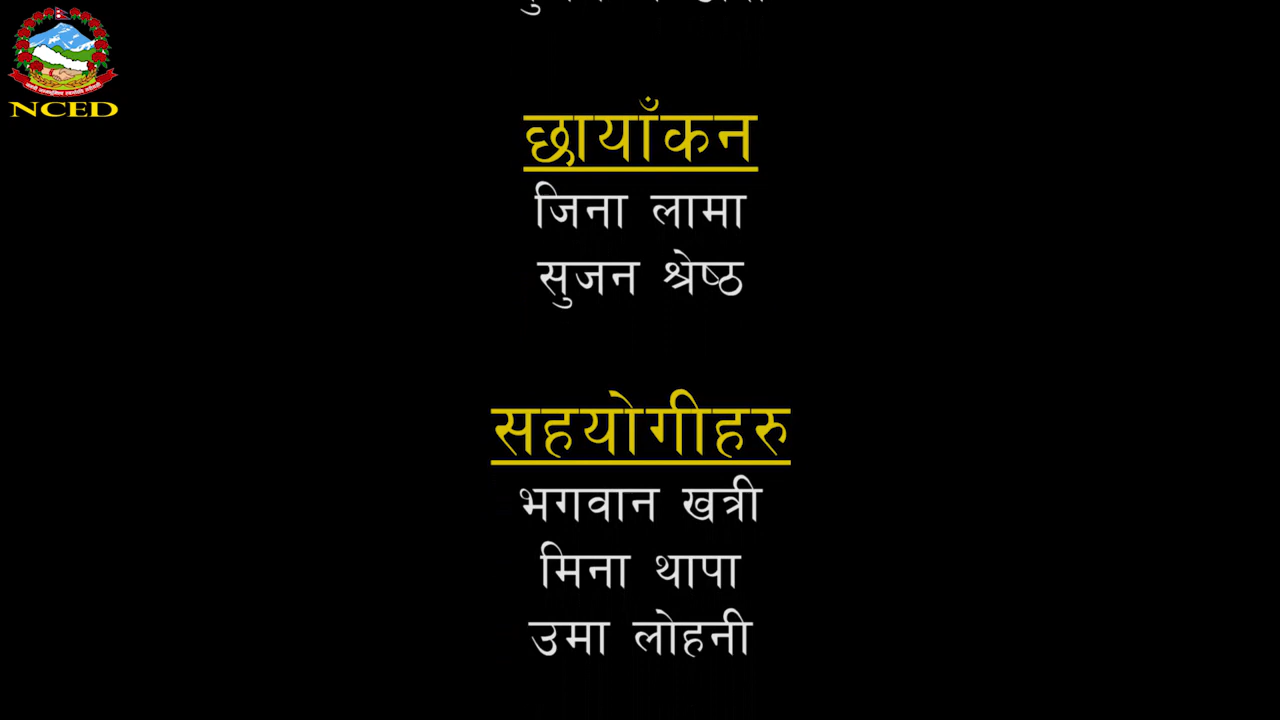 NCED
छायाँकन
जिना लामा
सुजन श्रेष्ठ
सहयोगीहरु
भगवान खत्री
मिना थापा
उमा लोहनी